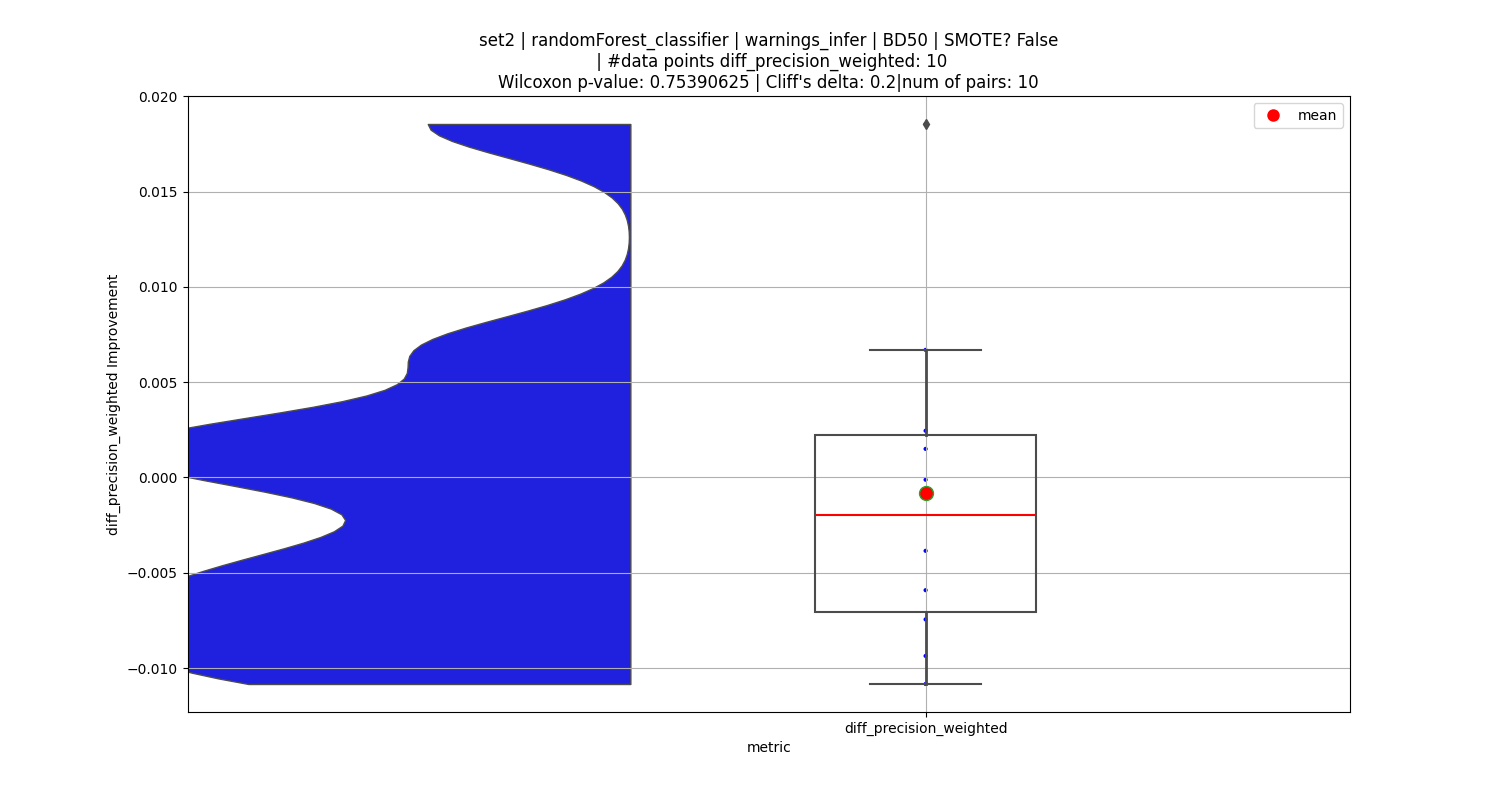 set2 | randomForest_classifier | warnings_infer | BD50 | SMOTE? False
| #data points diff_precision_weighted: 10
Wilcoxon p-value: 0.75390625 | Cliff's delta: 0.2|num of pairs: 10
mean
0.020
0.015
0.010
0.005
0.000
−0.005
−0.010
diff_precision_weighted Improvement
diff_precision_weighted
metric